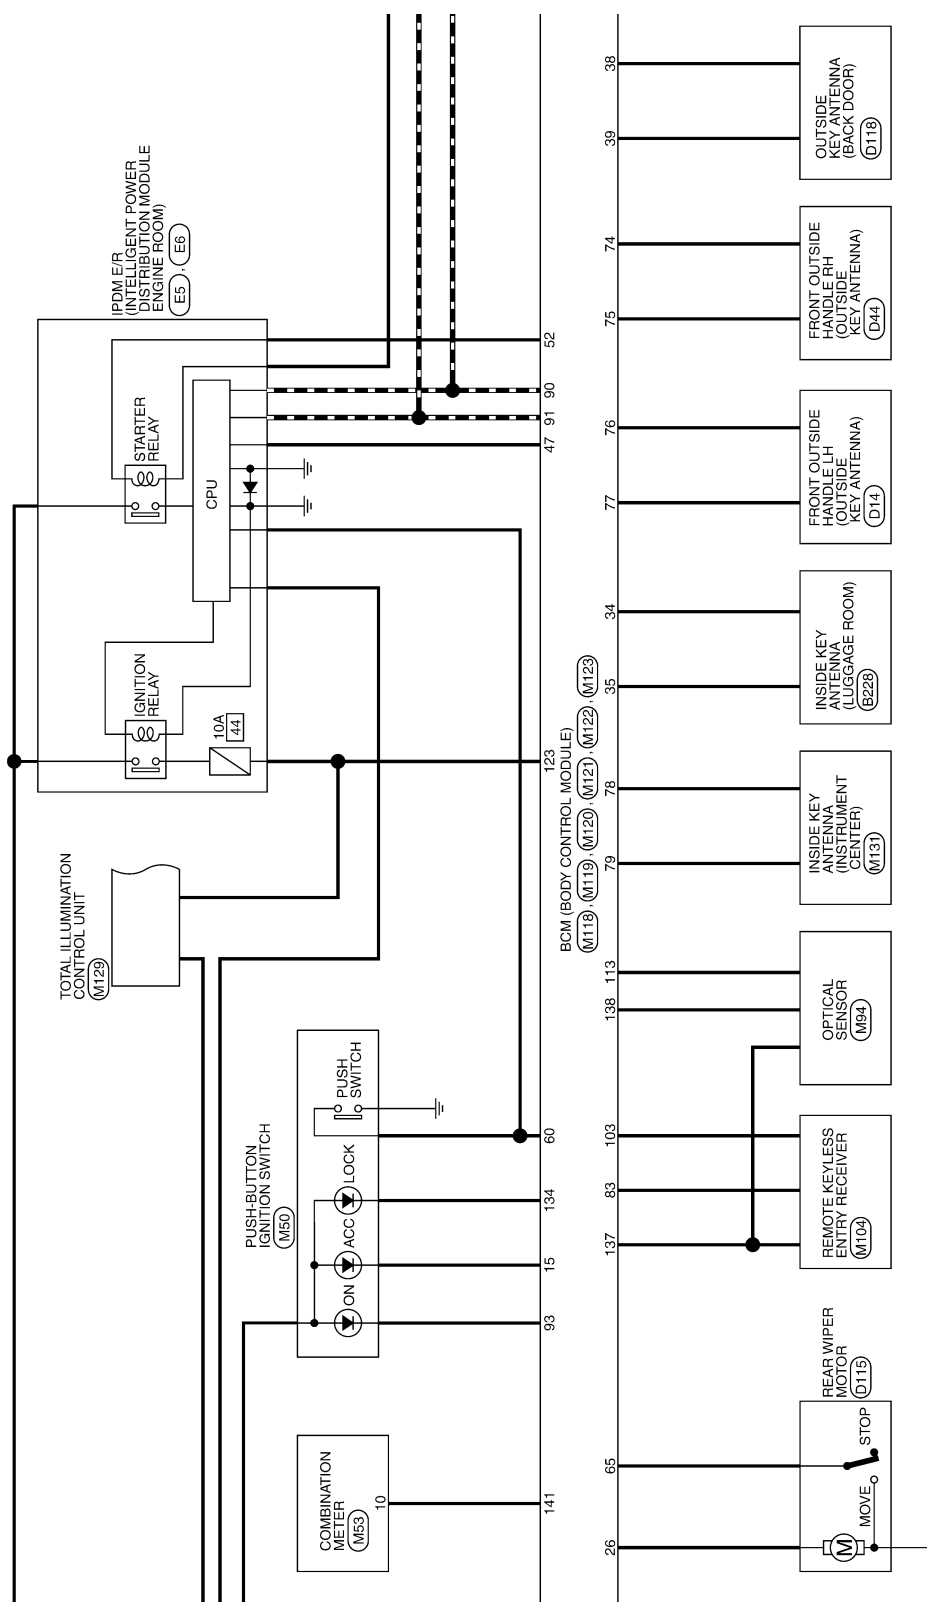 IPDM E/R
(INTELLIGENT POWER
DISTRIBUTION MODULE
ENGINE ROOM)
E5 , E6
STARTER
RELAY
CPU
IGNITION
RELAY
10A
44
TOTAL ILLUMINATION
CONTROL UNIT
M129
PUSH-BUTTON
IGNITION SWITCH
M50
PUSH
SWITCH
LOCK
ACC
ON
COMBINATION
METER
M53
10
52
90
91
47
123
60
134
15
93
141
BCM (BODY CONTROL MODULE)
M118 , M119 , M120 , M121 , M122 , M123
38
39
74
75
76
77
34
35
78
79
113
138
103
83
137
65
26
OUTSIDE
KEY ANTENNA
(BACK DOOR)
D118
FRONT OUTSIDE
HANDLE RH
(OUTSIDE
KEY ANTENNA)
D44
FRONT OUTSIDE
HANDLE LH
(OUTSIDE
KEY ANTENNA)
D14
INSIDE KEY
ANTENNA
(LUGGAGE ROOM)
B228
INSIDE KEY
ANTENNA
(INSTRUMENT
CENTER)
M131
OPTICAL
SENSOR
M94
REMOTE KEYLESS
ENTRY RECEIVER
M104
REAR WIPER
MOTOR
D115
STOP
MOVE
M